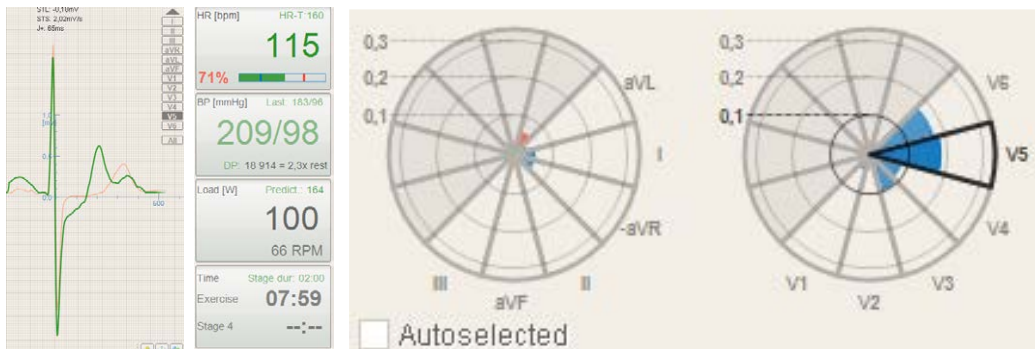 STL: -0,10mV
STS: 2,02mV/s
J+: 65ms
I
II
III
aVR
aVL
aVF
V1
V2
V3
V4
V5
V6
All
1,0
0,5
0,0
500
HR [bpm] HR-T: 160
115
71%
BP [mmHg] Last: 183/96
209/98
DP: 18 914 = 2,3x rest
Load [W] Predict.: 164
100
66 RPM
Time Stage dur: 02:00
Exercise 07:59
Stage 4 --:--
0,3
0,2
0,1
aVL
I
-aVR
II
aVF
III
Autoselected
0,3
0,2
0,1
V6
V5
V4
V3
V2
V1